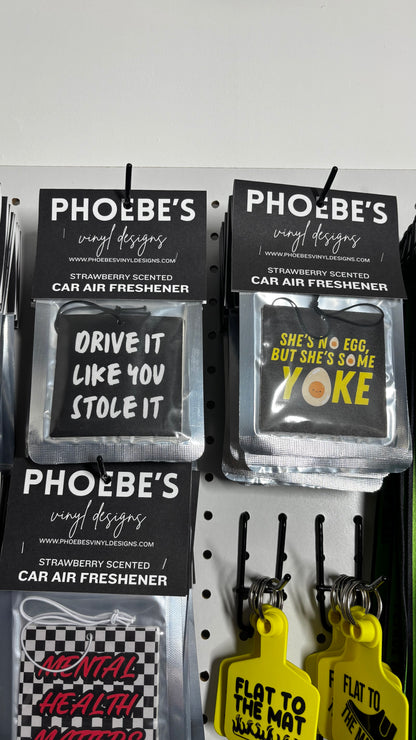 PHOEBE'S
vinyl designs
WWW.PHOEBESVINYLDESIGNS.COM
STRAWBERRY SCENTED
CAR AIR FRESHENER
DRIVE IT
LIKE YOU
STOLE IT
PHOEBE'S
vinyl designs
WWW.PHOEBESVINYLDESIGNS.COM
STRAWBERRY SCENTED
CAR AIR FRESHENER
SHE'S NO EGG,
BUT SHE'S SOME
YOKE
PHOEBE'S
vinyl designs
WWW.PHOEBESVINYLDESIGNS.COM
STRAWBERRY SCENTED
CAR AIR FRESHENER
MENTAL
HEALTH
MATTERS
FLAT TO
THE MAT
FLAT TO
THE MAT